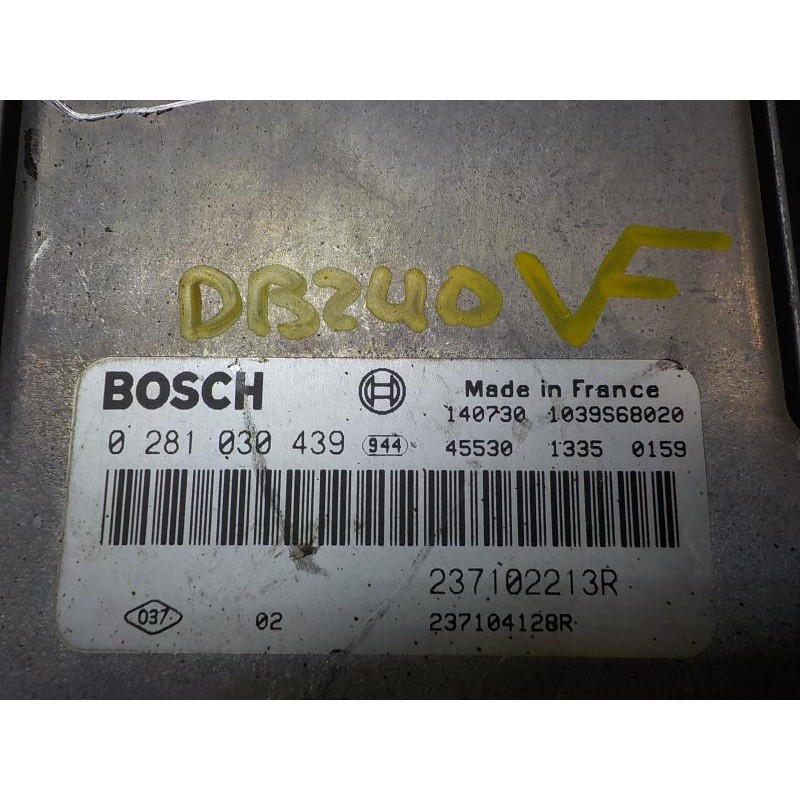 DB240 VF
BOSCH Made in France
140730 1039S68020
0 281 030 439 944 45530 1335 0159
237102213R
037 02 237104128R